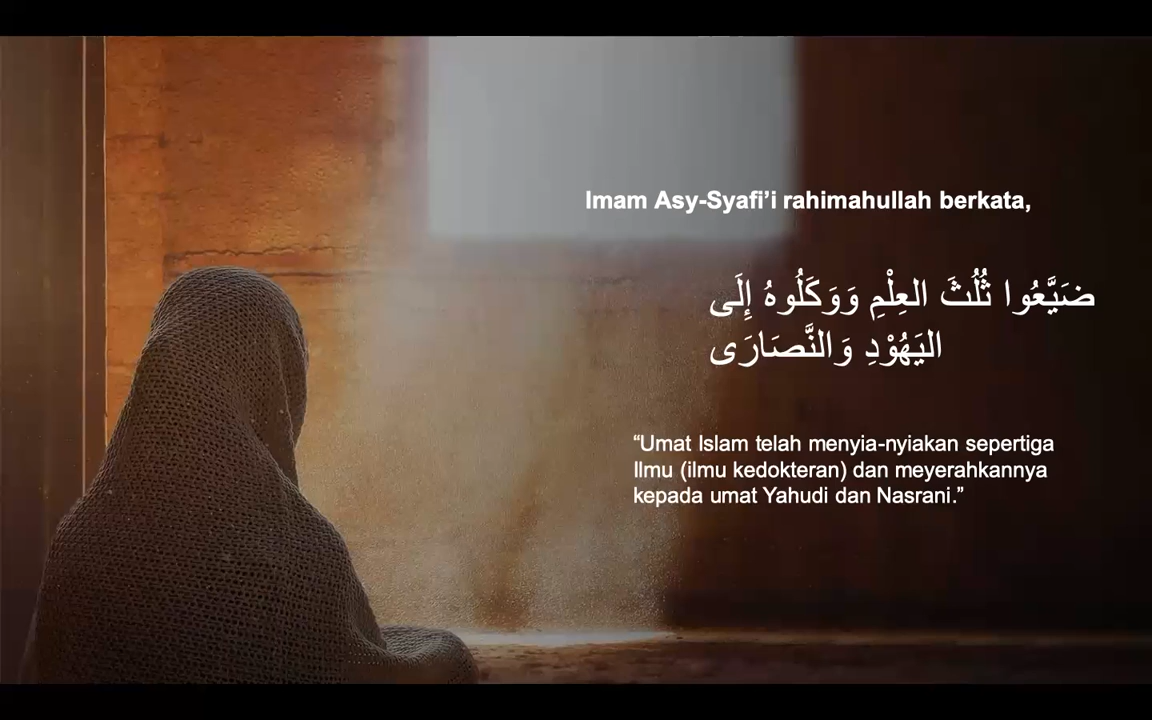 Imam Asy-Syafi’i rahimahullah berkata,
ضَيَّعُوا ثُلُثَ العِلْمِ وَوَكَلُوهُ إِلَى
اليَهُوْدِ وَالنَّصَارَى
“Umat Islam telah menyia-nyiakan sepertiga
Ilmu (ilmu kedokteran) dan meyerahkannya
kepada umat Yahudi dan Nasrani.”